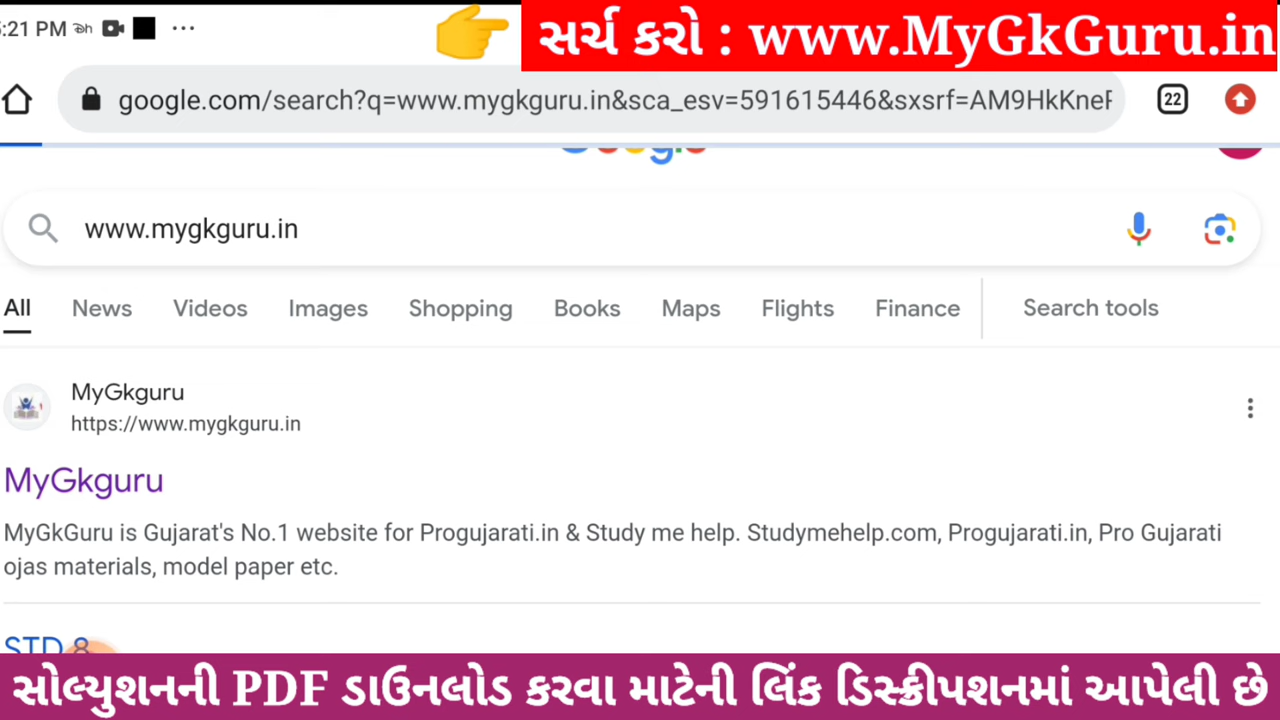 :21 PM
સર્ચ કરો : www.MyGkGuru.in
google.com/search?q=www.mygkguru.in&sca_esv=591615446&sxsrf=AM9HkKne
22
www.mygkguru.in
All News Videos Images Shopping Books Maps Flights Finance Search tools
MyGkguru
https://www.mygkguru.in
MyGkguru
MyGkGuru is Gujarat's No.1 website for Progujarati.in & Study me help. Studymehelp.com, Progujarati.in, Pro Gujarati
ojas materials, model paper etc.
STD 8
સોલ્યુશનની PDF ડાઉનલોડ કરવા માટેની લિંક ડિસ્ક્રીપશનમાં આપેલી છે